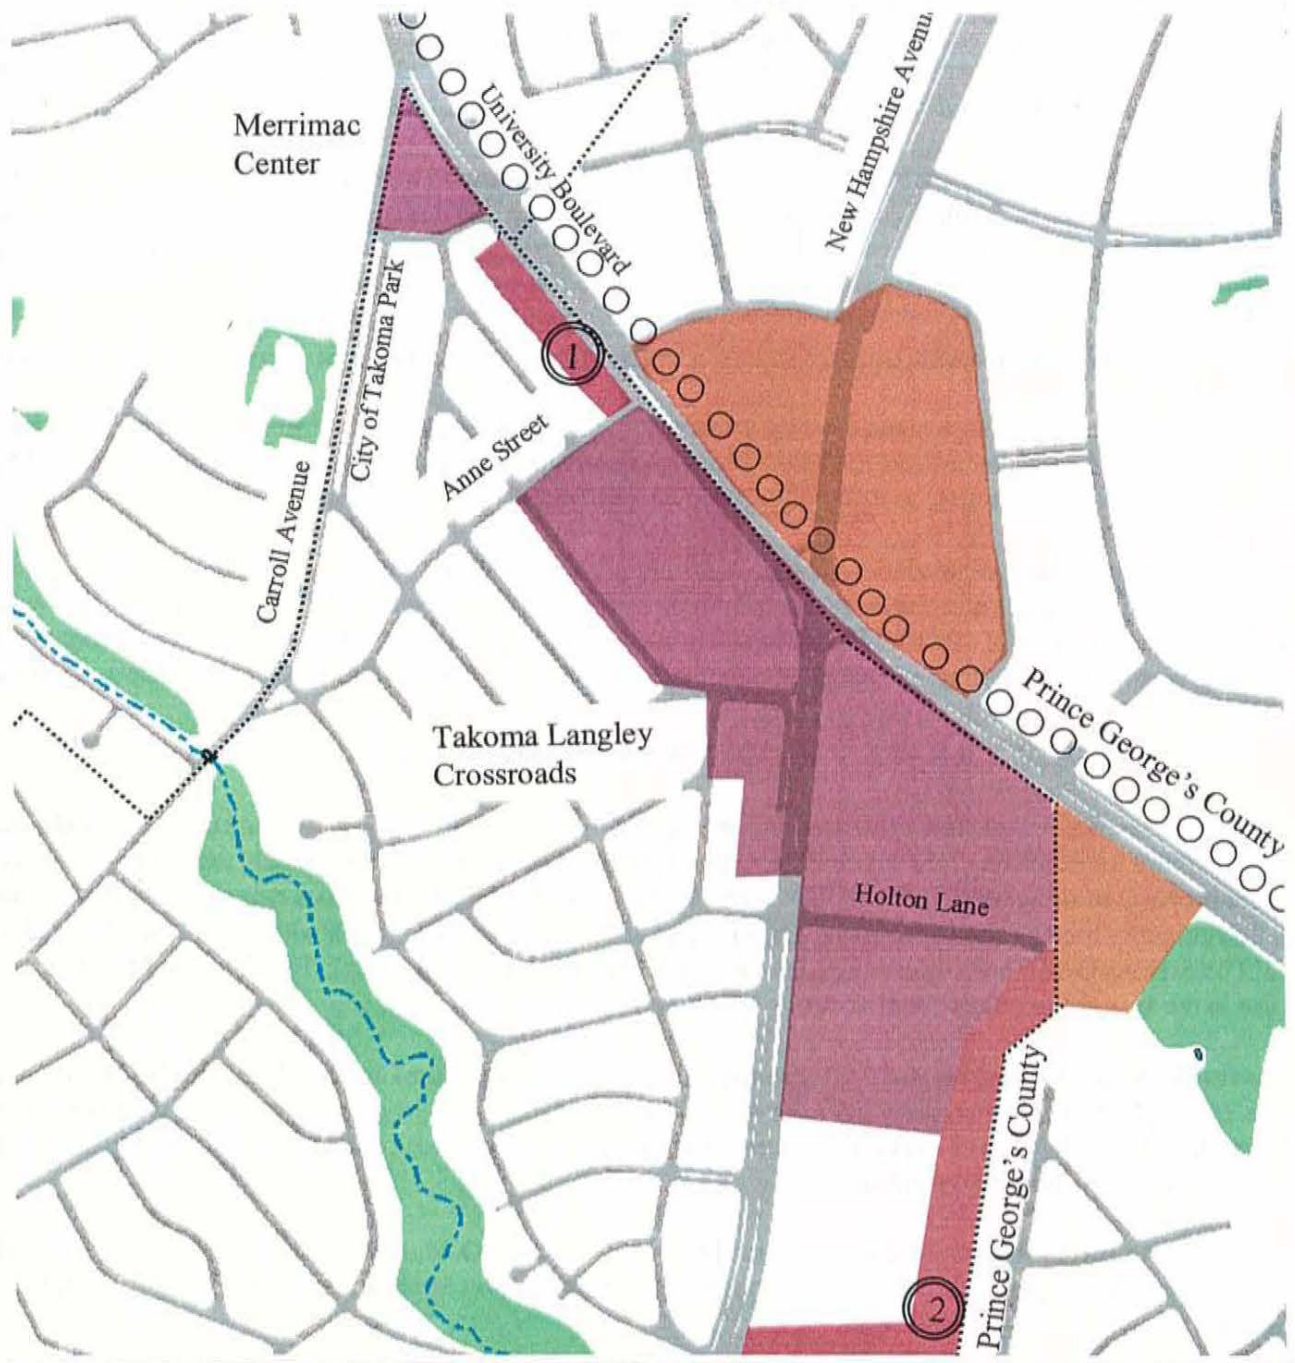 Merrimac
Center
University Boulevard
New Hampshire Avenu
City of Takoma Park
1
Anne Street
Carroll Avenue
Takoma Langley
Crossroads
Prince George's County
Holton Lane
Prince George's County
2